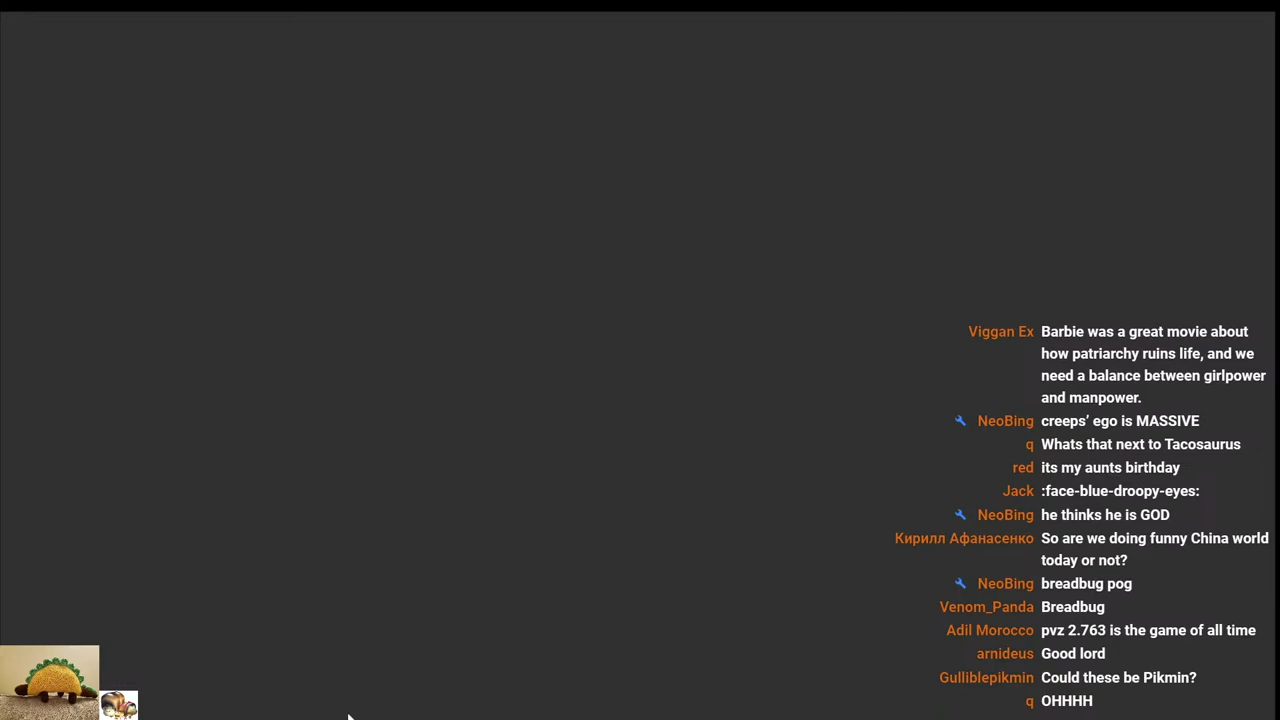 Viggan Ex Barbie was a great movie about
how patriarchy ruins life, and we
need a balance between girlpower
and manpower.
NeoBing creeps’ ego is MASSIVE
q Whats that next to Tacosaurus
red its my aunts birthday
Jack :face-blue-droopy-eyes:
NeoBing he thinks he is GOD
Кирилл Афанасенко So are we doing funny China world
today or not?
NeoBing breadbug pog
Venom_Panda Breadbug
Adil Morocco pvz 2.763 is the game of all time
arnideus Good lord
Gulliblepikmin Could these be Pikmin?
q OHHHH